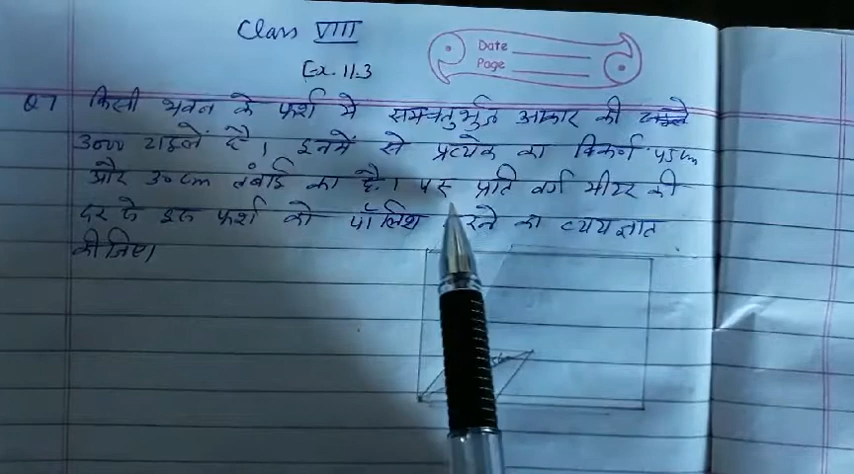 Class VIII
Date
Page
Ex. 11.3
Q7 किसी भवन के फर्श मे समचतुर्भुज आकार की
3000 टाइलें है। इनमें से प्रत्येक का विकर्ण 45cm
और 30cm लंबाई का है। 4रु प्रति वर्ग मीटर की
दर से इस फर्श को पॉलिश करने का व्यय ज्ञात
कीजिए